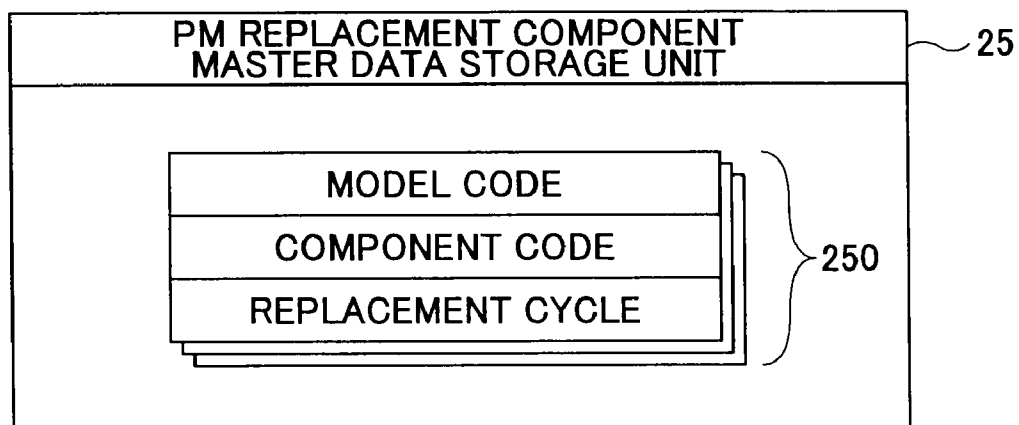 PM REPLACEMENT COMPONENT
MASTER DATA STORAGE UNIT
25
MODEL CODE
COMPONENT CODE
REPLACEMENT CYCLE
250